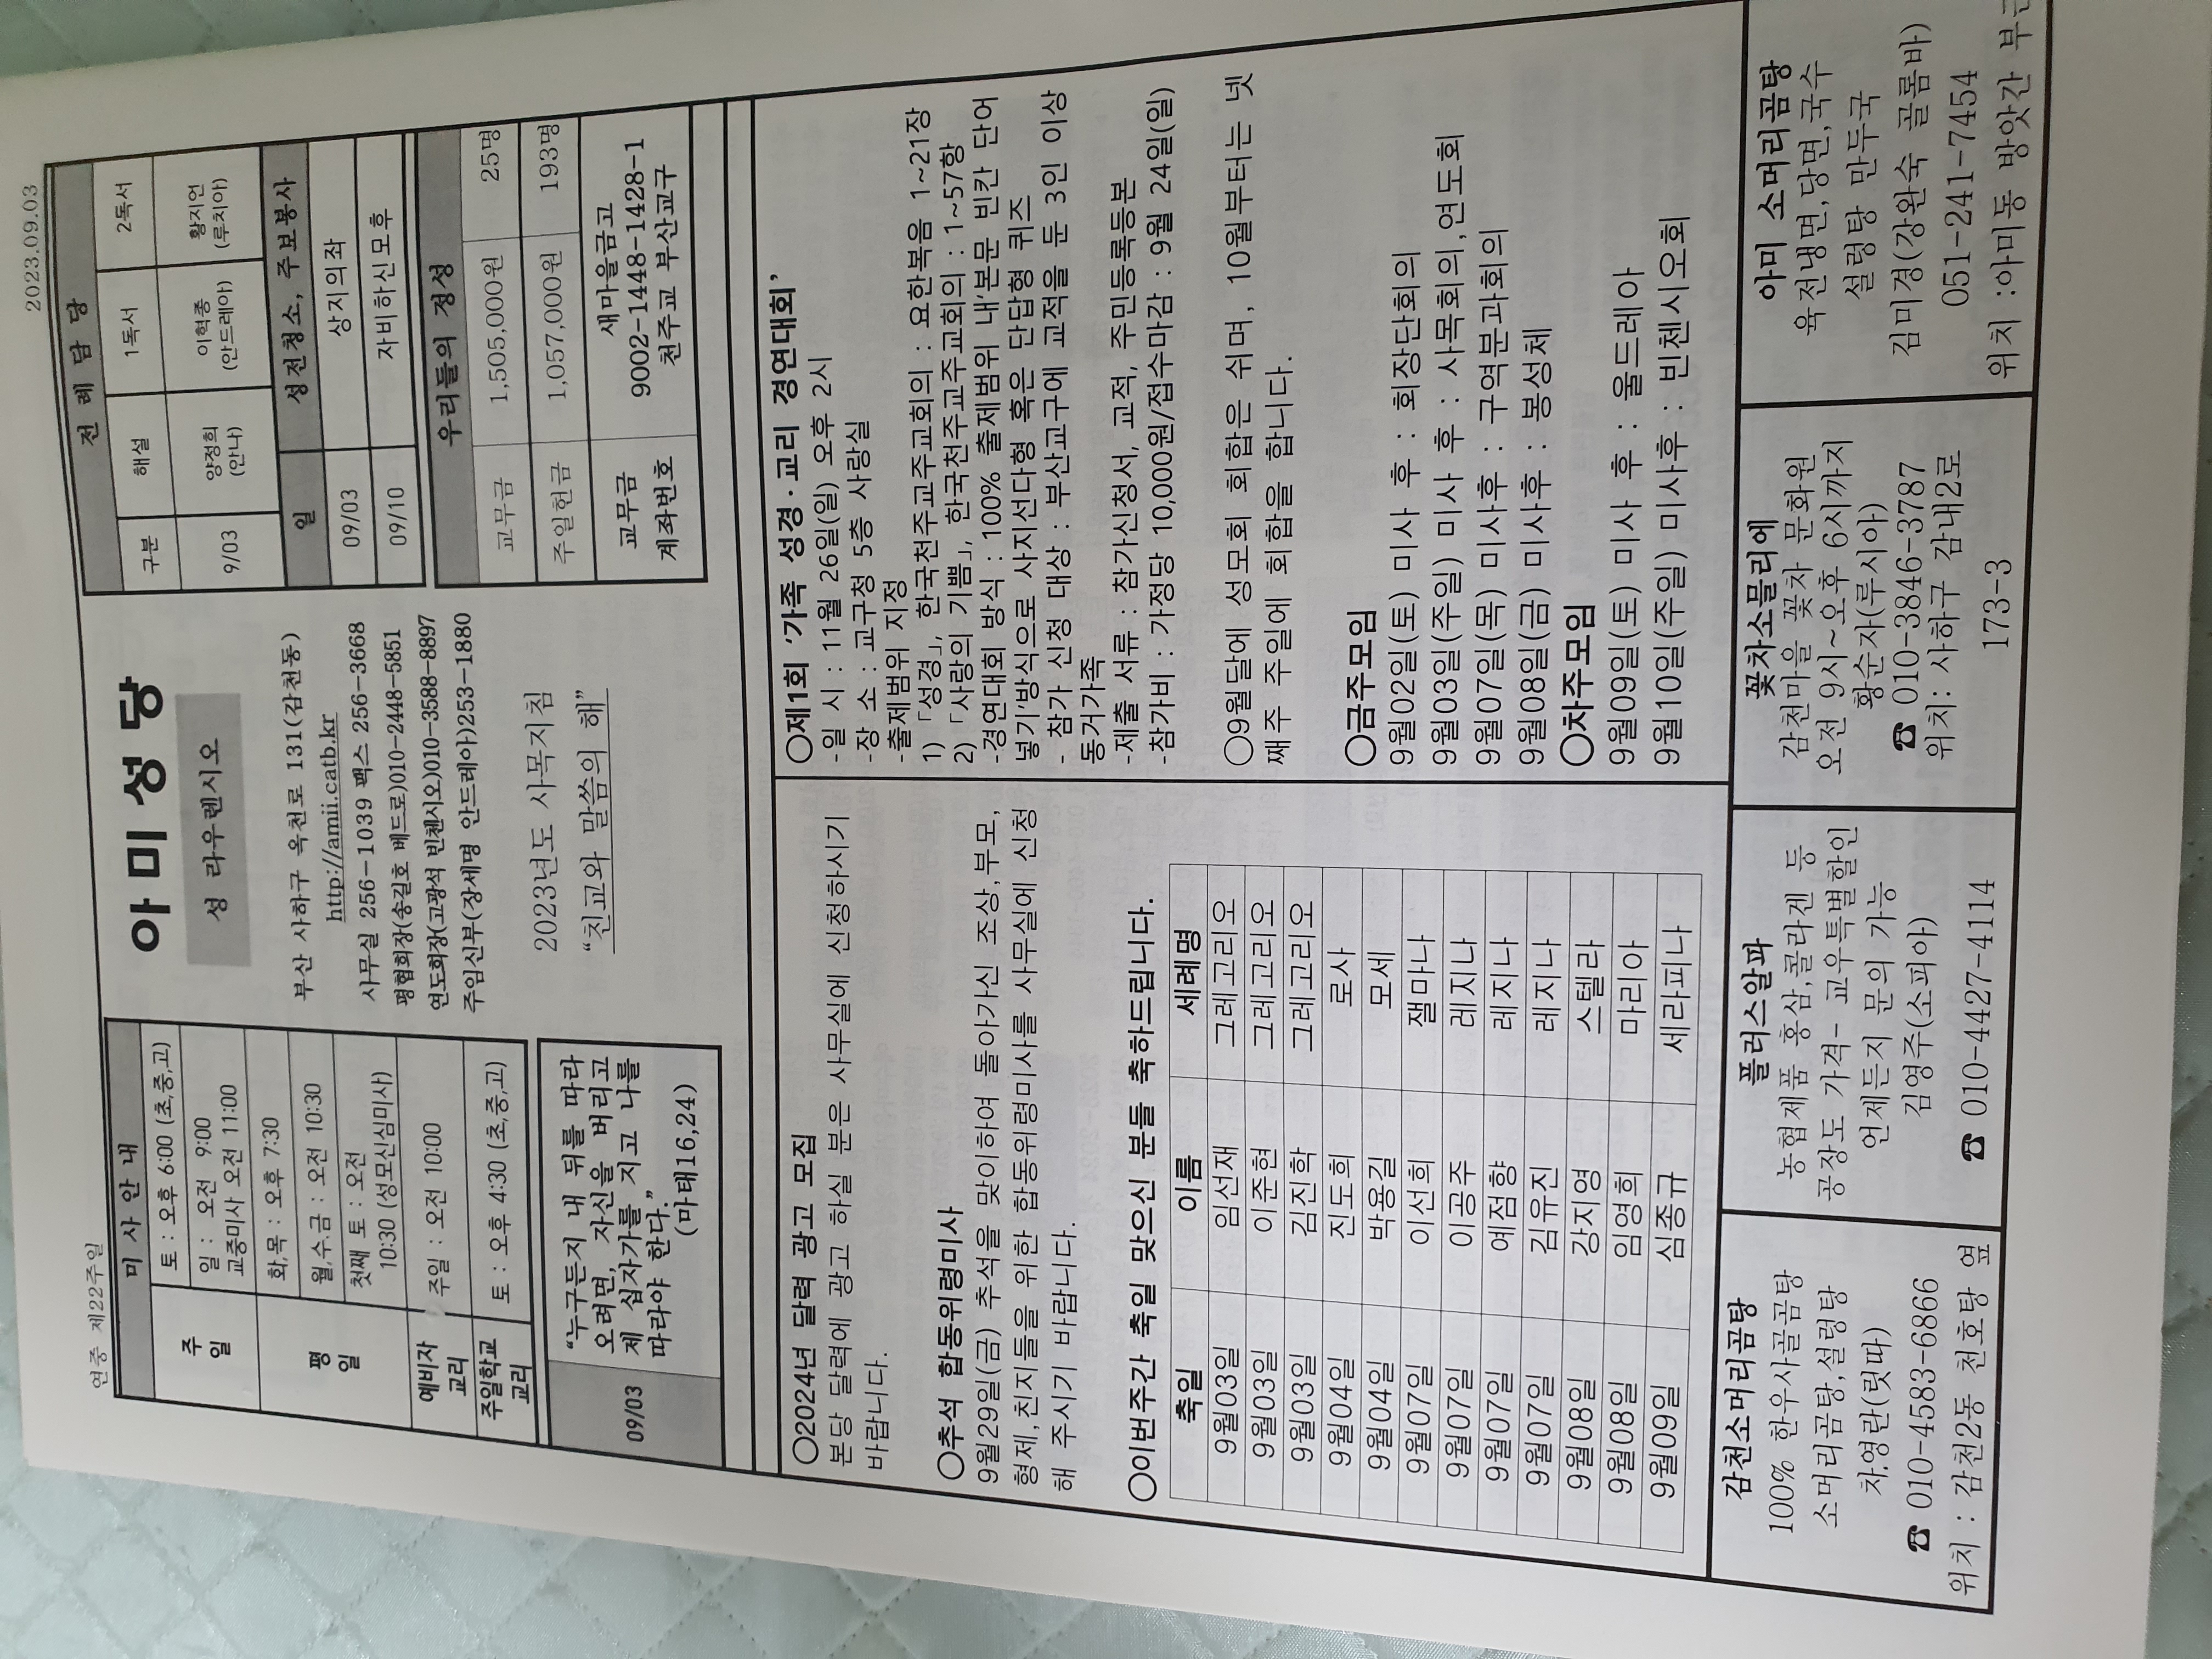 연중 제22주일
2023.09.03
미 사 안 내
주일
토 : 오후 6:00 (초,중,고)
일 : 오전 9:00
교중미사 오전 11:00
평일
화,목 : 오후 7:30
월,수,금 : 오전 10:30
첫째 토 : 오전
10:30 (성모신심미사)
예비자 교리
주일 : 오전 10:00
주일학교 교리
토 : 오후 4:30 (초,중,고)
09/03
“누구든지 내 뒤를 따라
오려면, 자신을 버리고
제 십자가를 지고 나를
따라야 한다.”
(마태16,24)
아미성당
성 라우렌시오
부산 사하구 옥천로 131(감천동)
http://amii.catb.kr
사무실 256-1039 팩스 256-3668
평협회장(송길호 베드로)010-2448-5851
연도회장(고광석 빈첸시오)010-3588-8897
주임신부(장세명 안드레아)253-1880
2023년도 사목지침
“친교와 말씀의 해”
전 례 담 당
구분 해설 1독서 2독서
9/03 양정희 (안나) 이혁종 (안드레아) 황지언 (루치아)
일 성전청소, 주보봉사
09/03 상지의좌
09/10 자비하신모후
우리들의 정성
교무금 1,505,000원 25명
주일헌금 1,057,000원 193명
교무금 계좌번호
새마을금고
9002-1448-1428-1
천주교 부산교구
○2024년 달력 광고 모집
본당 달력에 광고 하실 분은 사무실에 신청하시기
바랍니다.
○추석 합동위령미사
9월29일(금) 추석을 맞이하여 돌아가신 조상,부모,
형제,친지들을 위한 합동위령미사를 사무실에 신청
해 주시기 바랍니다.
○이번주간 축일 맞으신 분들 축하드립니다.
축일 이름 세례명
9월03일 임선재 그레고리오
9월03일 이준현 그레고리오
9월03일 김진학 그레고리오
9월04일 진도희 로사
9월04일 박용길 모세
9월07일 이선희 잴마나
9월07일 이공주 레지나
9월07일 예점향 레지나
9월07일 김유진 레지나
9월08일 강지영 스텔라
9월08일 임영희 마리아
9월09일 심종규 세라피나
○제1회 ‘가족 성경·교리 경연대회’
-일 시 : 11월 26일(일) 오후 2시
-장 소 : 교구청 5층 사랑실
-출제범위 지정
1)「성경」, 한국천주교주교회의 : 요한복음 1~21장
2)「사랑의 기쁨」, 한국천주교주교회의 : 1~57항
-경연대회 방식 : 100% 출제범위 내‘본문 빈칸 단어
넣기’방식으로 사지선다형 혹은 단답형 퀴즈
- 참가 신청 대상 : 부산교구에 교적을 둔 3인 이상
동거가족
-제출 서류 : 참가신청서, 교적, 주민등록등본
-참가비 : 가정당 10,000원/접수마감 : 9월 24일(일)
○9월달에 성모회 회합은 쉬며, 10월부터는 넷
째주 주일에 회합을 합니다.
○금주모임
9월02일(토) 미사 후 : 회장단회의
9월03일(주일) 미사 후 : 사목회의,연도회
9월07일(목) 미사후 : 구역분과회의
9월08일(금) 미사후 : 봉성체
○차주모임
9월09일(토) 미사 후 : 울드레아
9월10일(주일) 미사후 : 빈첸시오회
감천소머리곰탕
100% 한우사골곰탕
소머리곰탕,설렁탕
차영란(릿따)
☎ 010-4583-6866
위치 : 감천2동 천호탕 옆
플러스알파
농협제품 홍삼,콜라겐 등
공장도 가격- 교우특별할인
언제든지 문의 가능
김영주(소피아)
☎ 010-4427-4114
꽃차소믈리에
감천마을 꽃차 문화원
오전 9시~오후 6시까지
황순자(루시아)
☎ 010-3846-3787
위치: 사하구 감내2로
173-3
아미 소머리곰탕
육전냉면,당면,국수
설렁탕 만두국
김미경(강완숙 골롬바)
051-241-7454
위치 :아미동 방앗간 부근